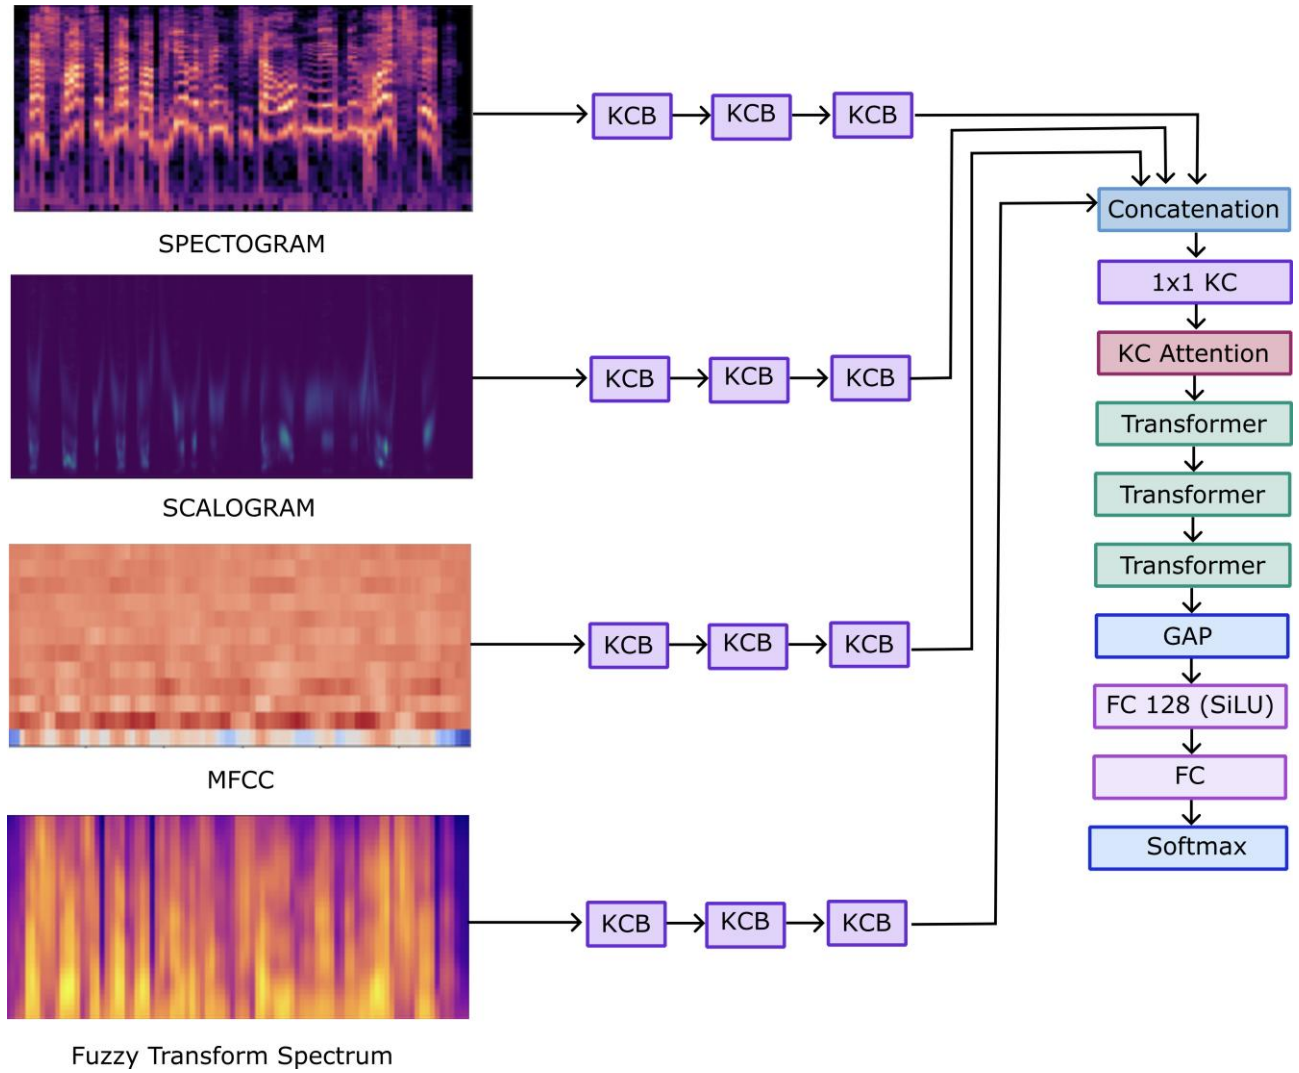 KCB
KCB
KCB
SPECTOGRAM
KCB
KCB
KCB
SCALOGRAM
KCB
KCB
KCB
MFCC
KCB
KCB
KCB
Fuzzy Transform Spectrum
Concatenation
1x1 KC
KC Attention
Transformer
Transformer
Transformer
GAP
FC 128 (SiLU)
FC
Softmax